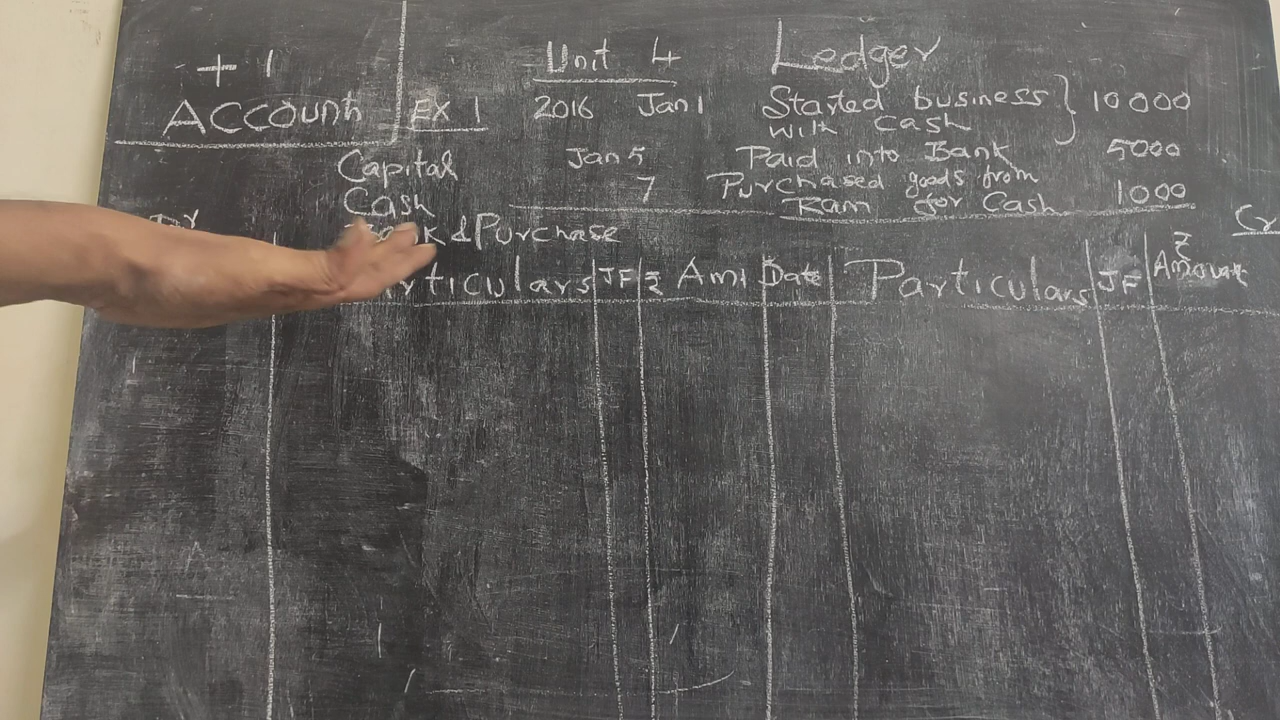 +1 Unit 4 Ledger
ACCount EX 1 2016 Jan 1 Started business with cash } 10000
Capital Jan 5 Paid into Bank 5000
Cash 7 Purchased goods from Ram for Cash 1000
& Purchase
Dr Cr
Particulars JF ₹ Amt Date Particulars JF ₹ Amount